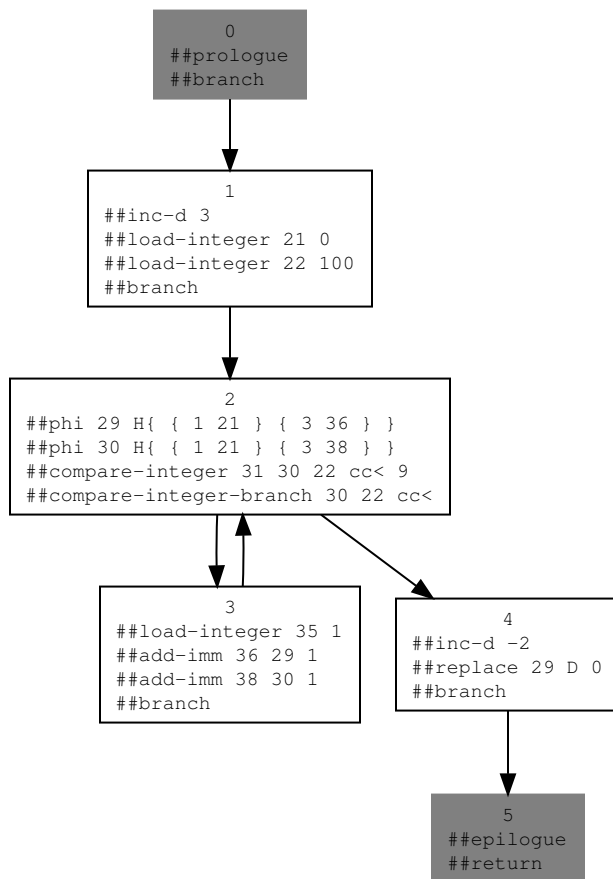 0
##prologue
##branch
1
##inc-d 3
##load-integer 21 0
##load-integer 22 100
##branch
2
##phi 29 H{ { 1 21 } { 3 36 } }
##phi 30 H{ { 1 21 } { 3 38 } }
##compare-integer 31 30 22 cc< 9
##compare-integer-branch 30 22 cc<
3
##load-integer 35 1
##add-imm 36 29 1
##add-imm 38 30 1
##branch
4
##inc-d -2
##replace 29 D 0
##branch
5
##epilogue
##return